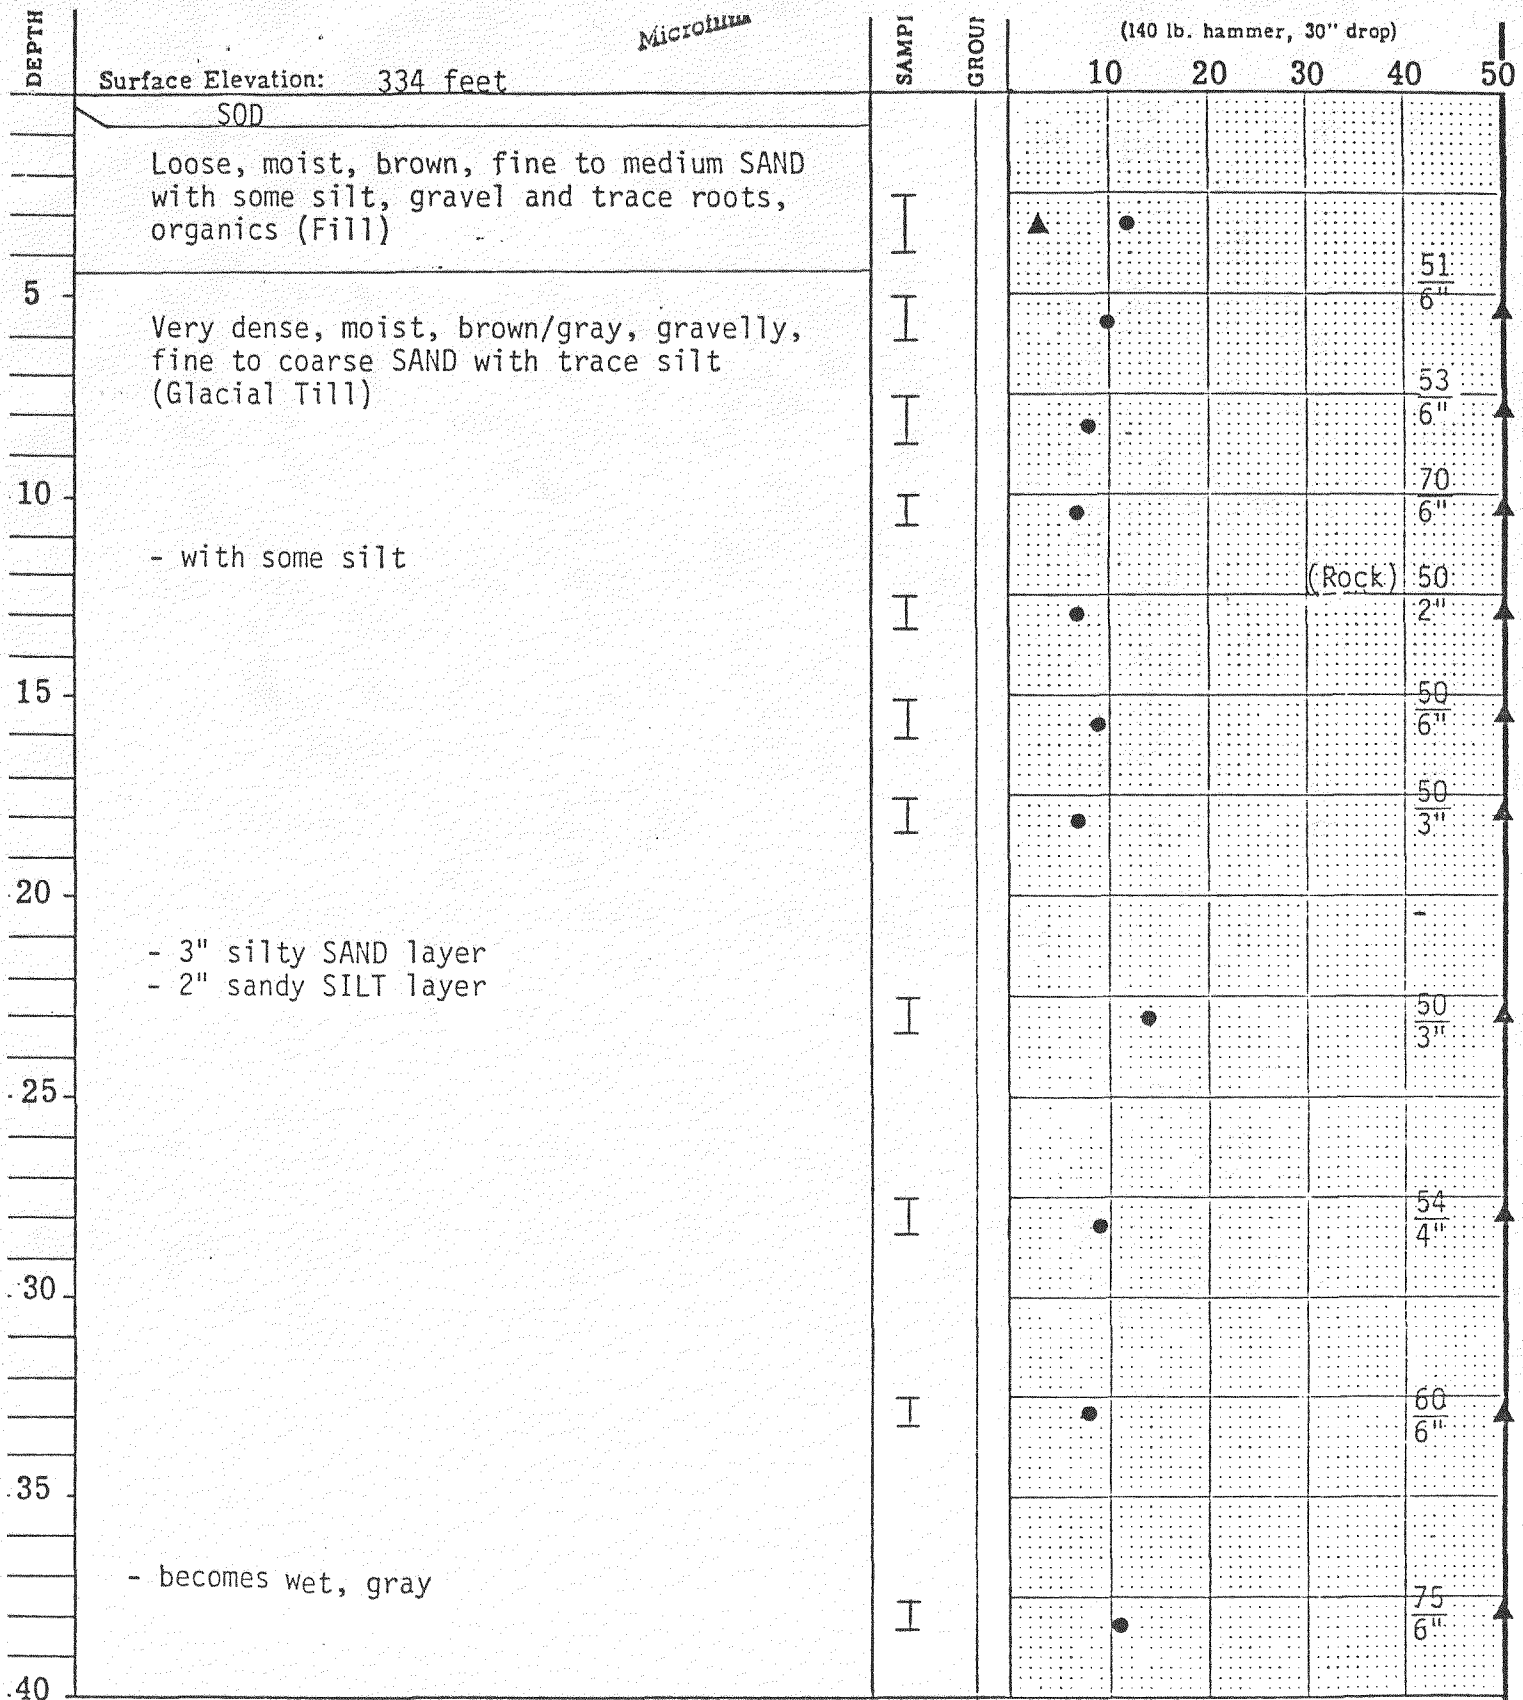 DEPTH
Surface Elevation: 334 feet
(140 lb. hammer, 30" drop)
10 20 30 40 50
SOD
Loose, moist, brown, fine to medium SAND
with some silt, gravel and trace roots,
organics (Fill)
51
6"
5
Very dense, moist, brown/gray, gravelly,
fine to coarse SAND with trace silt
(Glacial Till)
53
6"
10
70
6"
- with some silt
(Rock) 50
2"
15
50
6"
50
3"
20
- 3" silty SAND layer
- 2" sandy SILT layer
50
3"
25
54
4"
30
60
6"
35
- becomes wet, gray
75
6"
40